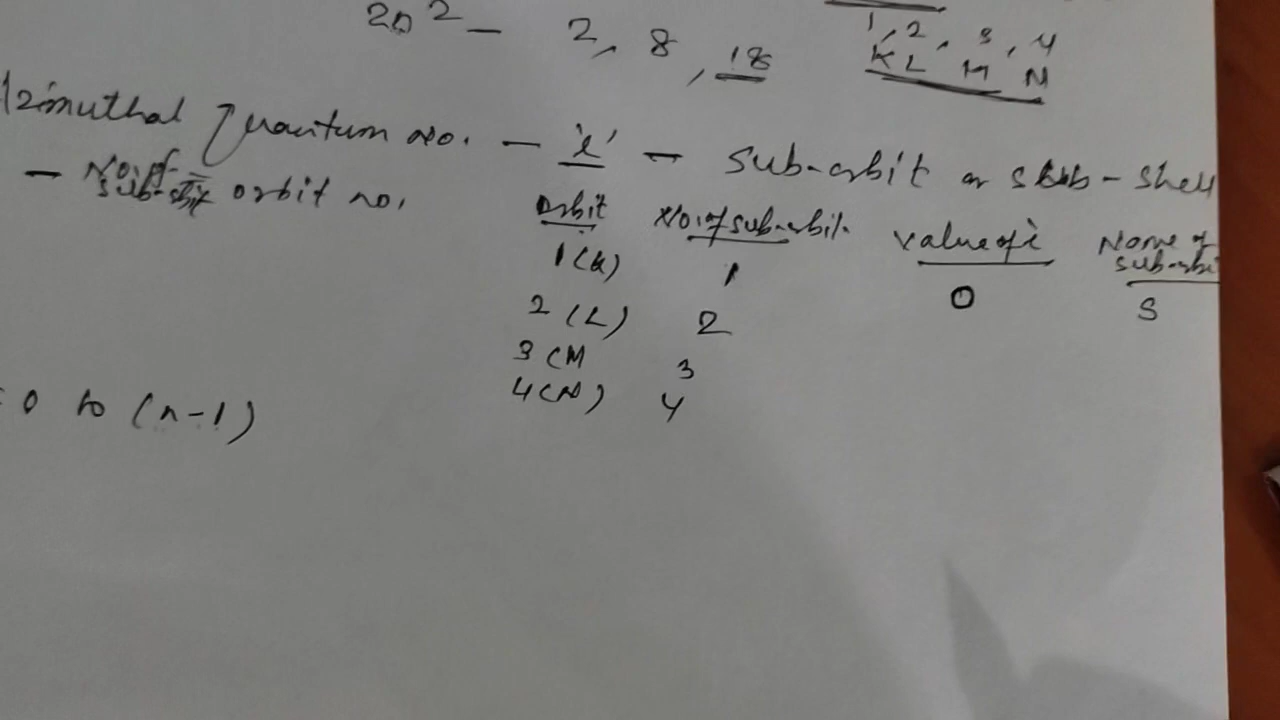 2n² - 2, 8, 18
1, 2, 3, 4
K L M N
Azimuthal Quantum no. - 'l' - sub-orbit or sub-shell
- No. of sub-orbit = orbit no.
orbit No. of sub-orbit value of l Name of sub-orbit
1 (K) 1 0 S
2 (L) 2
3 (M 3
4 (N) 4
= 0 to (n-1)